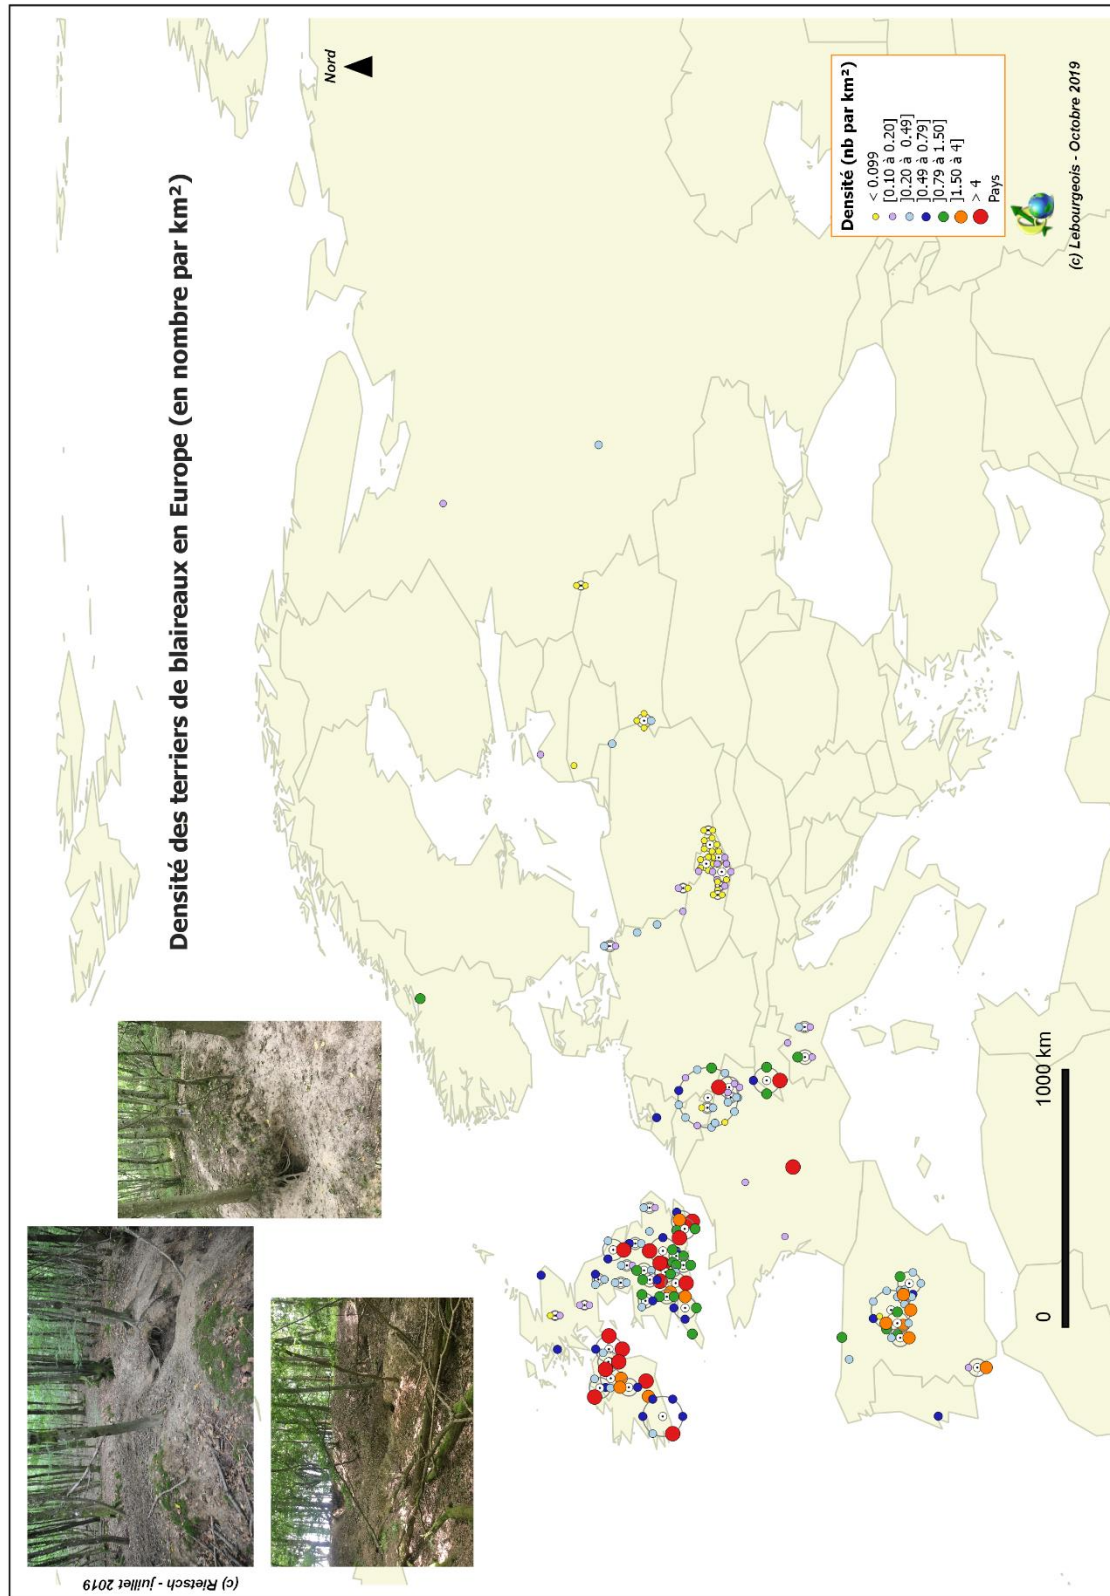 Densité des terriers de blaireaux en Europe (en nombre par km²)
Nord
Densité (nb par km²)
< 0.099
[0.10 à 0.20]
]0.20 à 0.49]
]0.49 à 0.79]
]0.79 à 1.50]
]1.50 à 4]
> 4
Pays
(c) Lebourgeois - Octobre 2019
0
1000 km
(c) Rietsch - juillet 2019